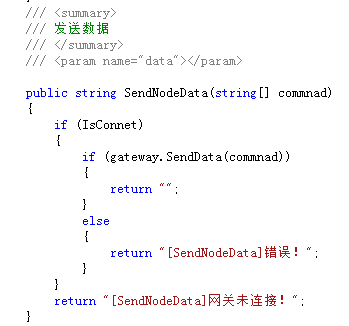 /// <summary>
/// 发送数据
/// </summary>
/// <param name="data"></param>
public string SendNodeData(string[] commnad)
{
if (IsConnet)
{
if (gateway.SendData(commnad))
{
return "";
}
else
{
return "[SendNodeData]错误!";
}
}
return "[SendNodeData]网关未连接!";
}